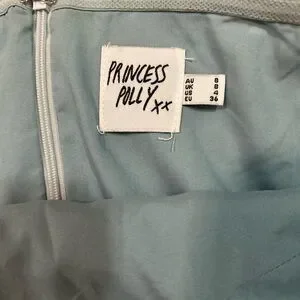 PRINCESS
POLLY xx
AU 8
UK 8
US 4
EU 36